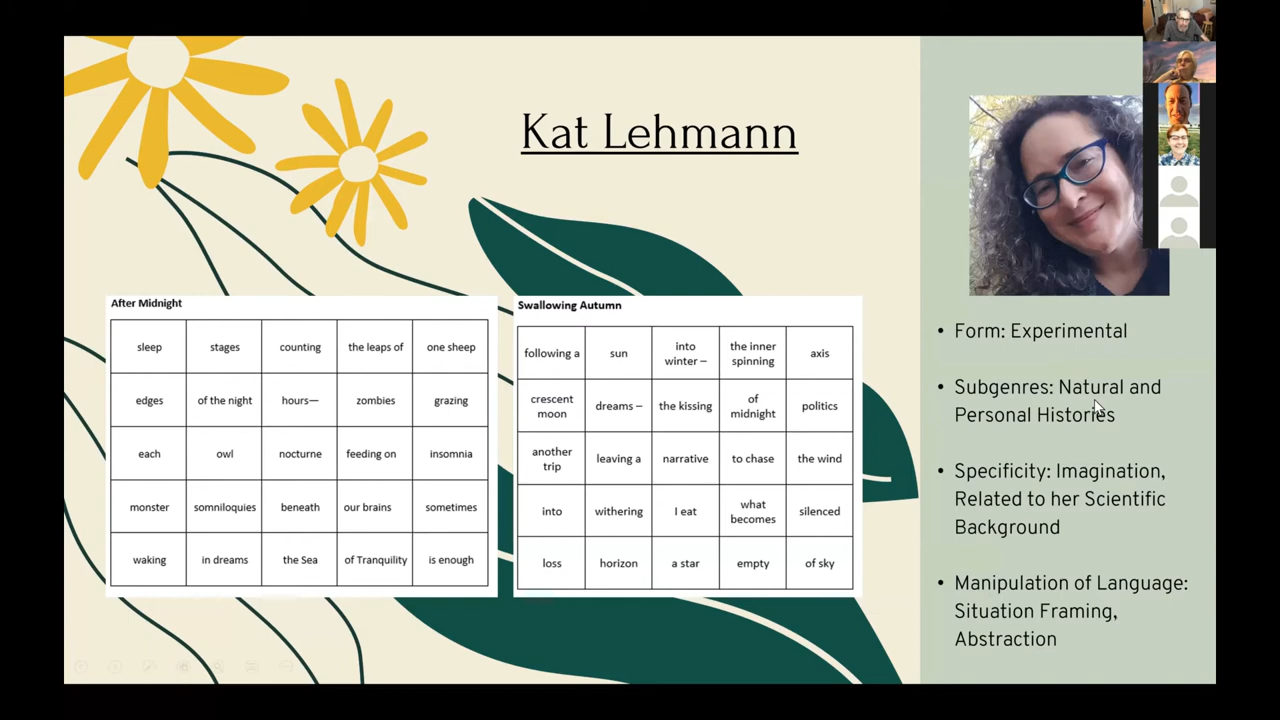 Kat Lehmann
After Midnight
sleep stages counting the leaps of one sheep
edges of the night hours— zombies grazing
each owl nocturne feeding on insomnia
monster somniloquies beneath our brains sometimes
waking in dreams the Sea of Tranquility is enough
Swallowing Autumn
following a sun into winter – the inner spinning axis
crescent moon dreams – the kissing of midnight politics
another trip leaving a narrative to chase the wind
into withering I eat what becomes silenced
loss horizon a star empty of sky
• Form: Experimental
• Subgenres: Natural and
Personal Histories
• Specificity: Imagination,
Related to her Scientific
Background
• Manipulation of Language:
Situation Framing,
Abstraction